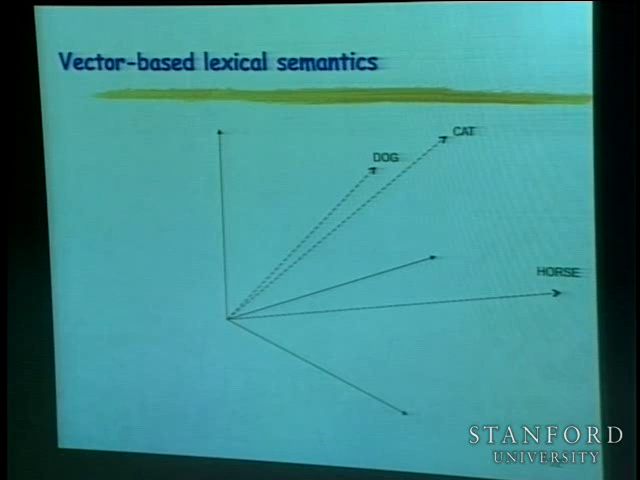 Vector-based lexical semantics
CAT
DOG
HORSE
STANFORD
UNIVERSITY